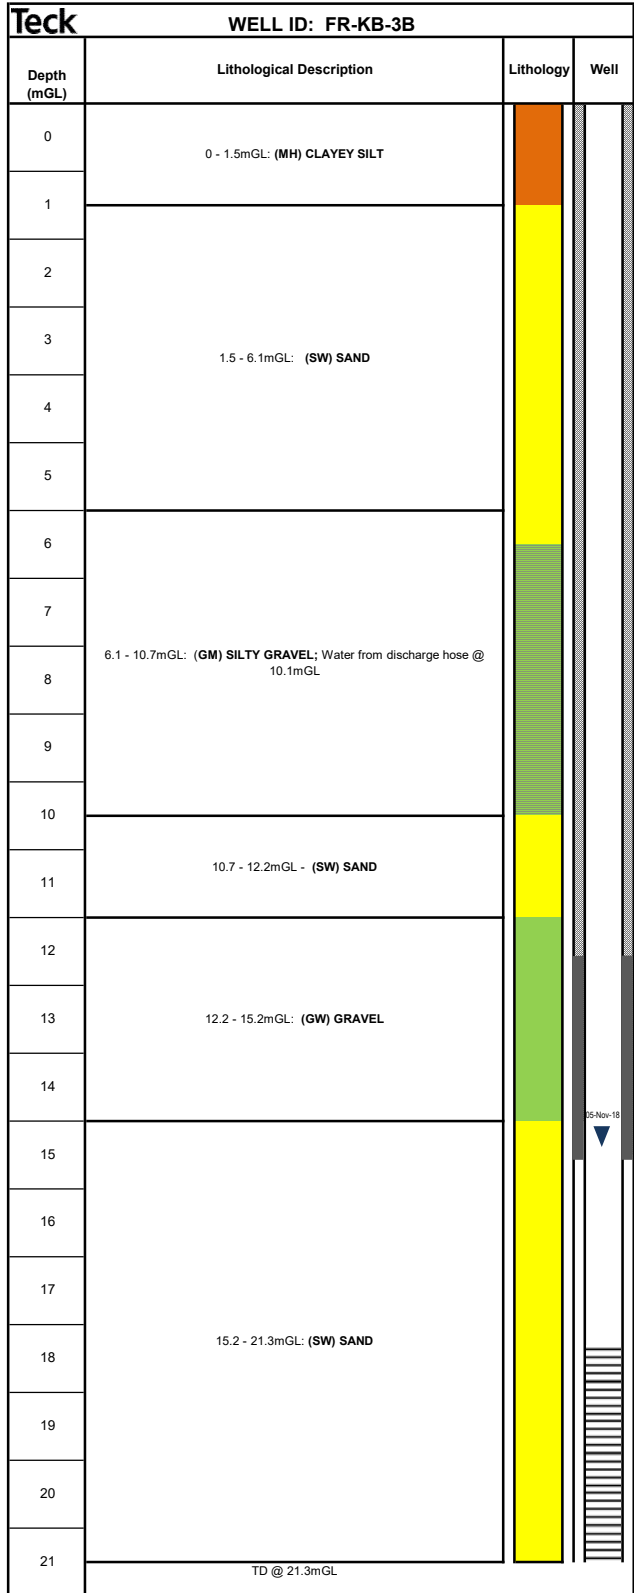 Teck
WELL ID: FR-KB-3B
Depth
(mGL)
Lithological Description
Lithology
Well
0
0 - 1.5mGL: (MH) CLAYEY SILT
1
2
3
1.5 - 6.1mGL: (SW) SAND
4
5
6
7
6.1 - 10.7mGL: (GM) SILTY GRAVEL; Water from discharge hose @
10.1mGL
8
9
10
10.7 - 12.2mGL - (SW) SAND
11
12
13
12.2 - 15.2mGL: (GW) GRAVEL
14
05-Nov-18
15
16
17
15.2 - 21.3mGL: (SW) SAND
18
19
20
21
TD @ 21.3mGL